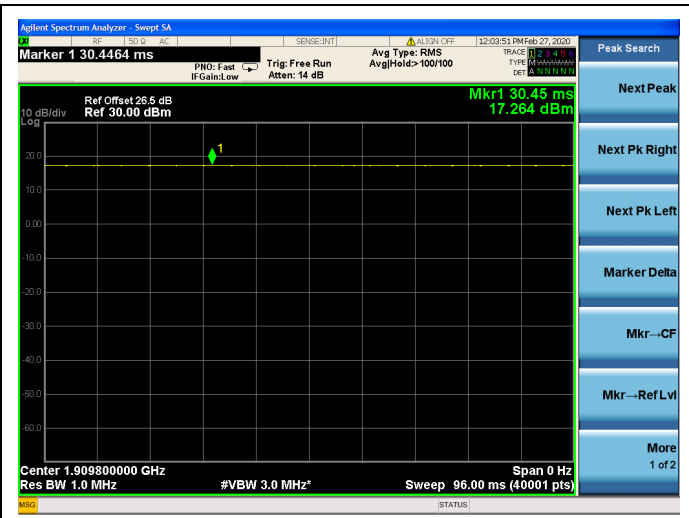 Agilent Spectrum Analyzer - Swept SA
RF 50 Ω AC SENSE:INT ALIGN OFF 12:03:51 PM Feb 27, 2020
Marker 1 30.4464 ms
PNO: Fast
IFGain:Low
Trig: Free Run
Atten: 14 dB
Avg Type: RMS
Avg|Hold:> 100/100
TRACE 1 2 3 4 5 6
TYPE M
DET A N N N N N
Peak Search
Next Peak
Next Pk Right
Next Pk Left
Marker Delta
Mkr→CF
Mkr→Ref Lvl
More
1 of 2
Ref Offset 26.5 dB
10 dB/div Ref 30.00 dBm
Log
Mkr1 30.45 ms
17.264 dBm
1
20.0
10.0
0.00
-10.0
-20.0
-30.0
-40.0
-50.0
-60.0
Center 1.909800000 GHz Span 0 Hz
Res BW 1.0 MHz #VBW 3.0 MHz* Sweep 96.00 ms (40001 pts)
MSG STATUS